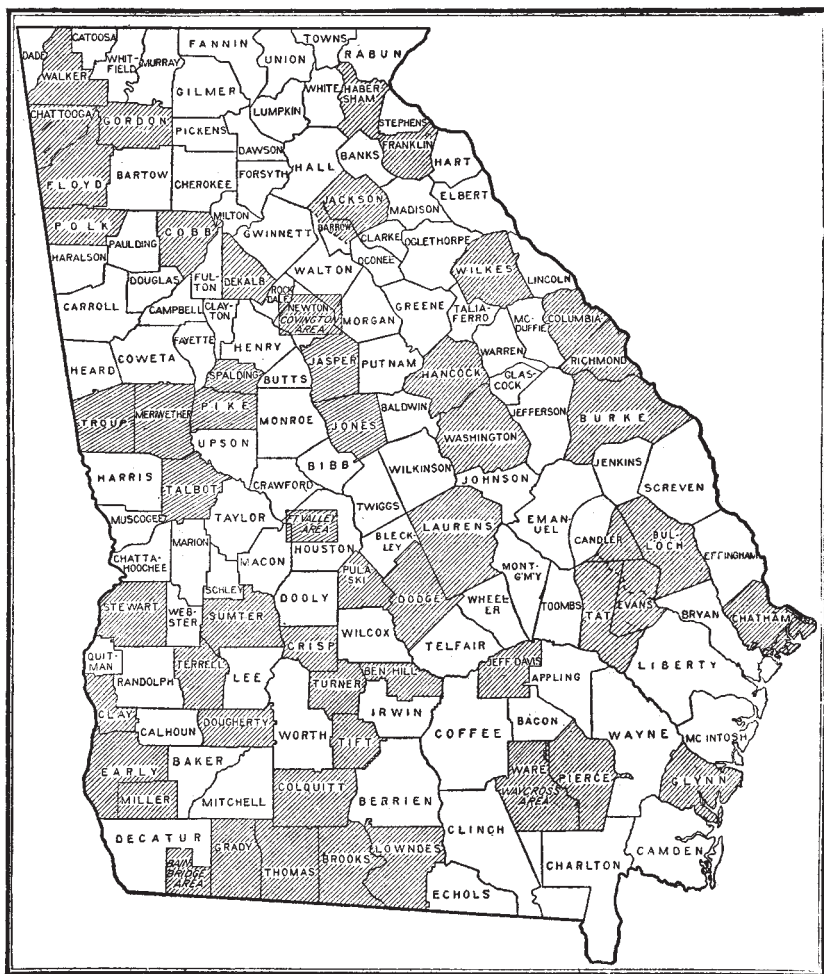 FANNIN
TOWNS
RABUN
UNION
DADE
CATOOSA
WHIT-
FIELD
MURRAY
WALKER
GILMER
WHITE
HABER
SHAM
LUMPKIN
STEPHENS
CHATTOOGA
GORDON
PICKENS
DAWSON
HALL
BANKS
FRANKLIN
HART
FLOYD
BARTOW
CHEROKEE
FORSYTH
JACKSON
MADISON
ELBERT
MILTON
POLK
COBB
GWINNETT
BARROW
CLARKE
OGLETHORPE
PAULDING
OCONEE
HARALSON
DOUGLAS
FUL-
TON
DEKALB
WALTON
WILKES
LINCOLN
ROCK
DALE
CARROLL
CAMPBELL
CLAY-
TON
NEWTON
COVINGTON
AREA
MORGAN
GREENE
TALIA-
FERRO
MC-
DUFFIE
COLUMBIA
FAYETTE
HENRY
WARREN
RICHMOND
HEARD
COWETA
SPALDING
BUTTS
JASPER
PUTNAM
HANCOCK
GLAS-
COCK
TROUP
MERIWETHER
PIKE
MONROE
JONES
BALDWIN
JEFFERSON
BURKE
UPSON
WASHINGTON
HARRIS
BIBB
WILKINSON
JENKINS
TALBOT
CRAWFORD
JOHNSON
SCREVEN
MUSCOGEE
TAYLOR
TWIGGS
FT VALLEY
AREA
LAURENS
EMAN-
UEL
CANDLER
BUL-
LOCH
CHATTA-
HOOCHEE
MARION
MACON
HOUSTON
BLECK-
LEY
EFFINGHAM
SCHLEY
DOOLY
PULA
SKI
MONT-
G'MY
STEWART
WEB-
STER
SUMTER
DODGE
WHEEL
ER
TOOMBS
TAT
EVANS
BRYAN
CHATHAM
WILCOX
QUIT-
MAN
RANDOLPH
TERRELL
LEE
CRISP
TELFAIR
LIBERTY
BEN HILL
JEFF DAVIS
APPLING
TURNER
CLAY
CALHOUN
DOUGHERTY
WORTH
IRWIN
COFFEE
BACON
WAYNE
MC INTOSH
TIFT
EARLY
BAKER
WARE
WAYCROSS
AREA
PIERCE
GLYNN
MILLER
MITCHELL
COLQUITT
BERRIEN
CLINCH
DECATUR
GRADY
THOMAS
BROOKS
LOWNDES
CHARLTON
CAMDEN
BAIN
BRIDGE
AREA
ECHOLS